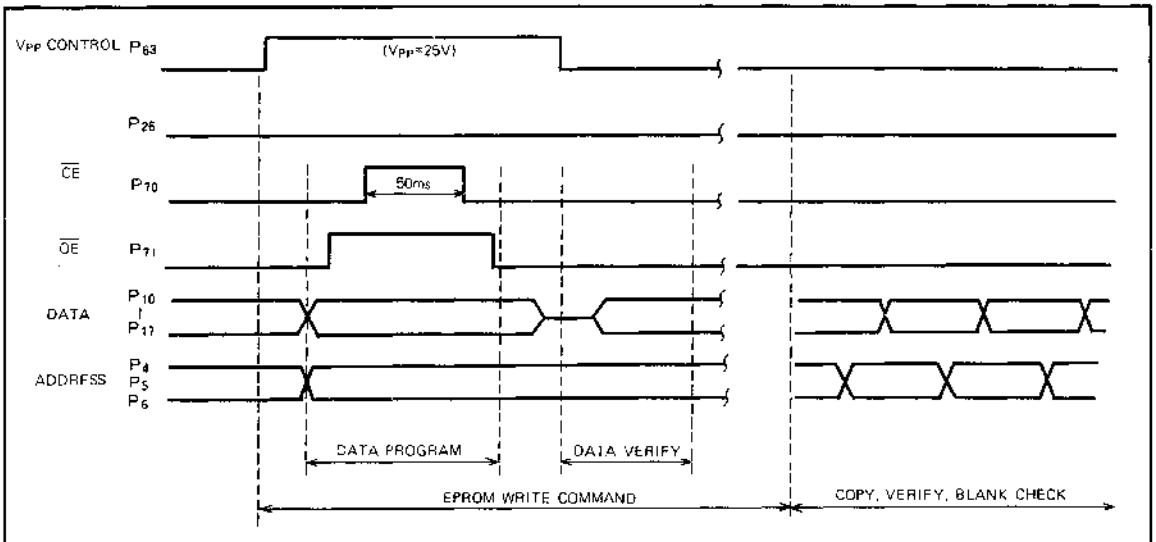 VPP CONTROL P63
(VPP=25V)
P26
CE
P70
50ms
OE
P71
DATA
P10
P17
ADDRESS
P4
P5
P6
DATA PROGRAM
DATA VERIFY
EPROM WRITE COMMAND
COPY, VERIFY, BLANK CHECK